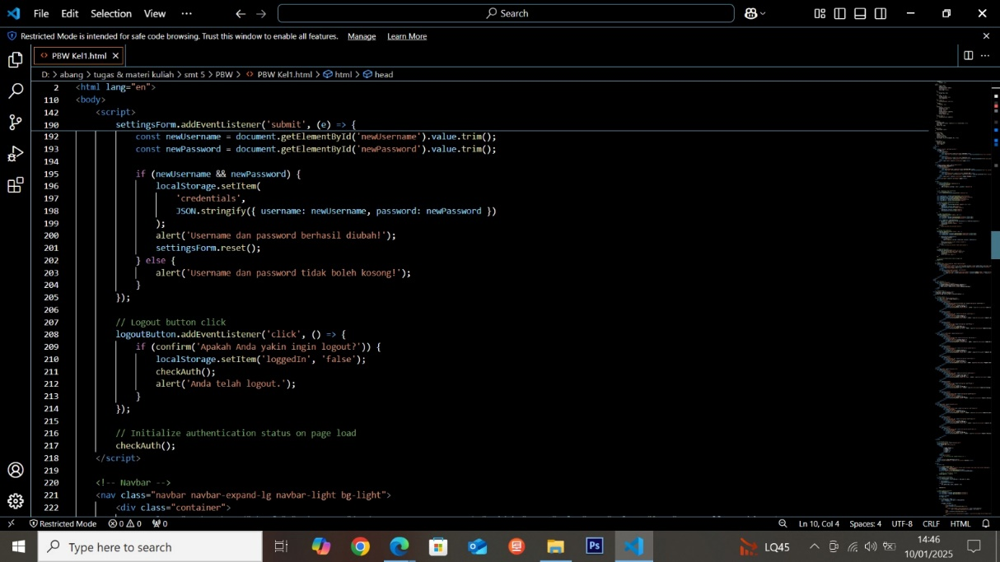 File Edit Selection View ··· Search
Restricted Mode is intended for safe code browsing. Trust this window to enable all features. Manage Learn More
PBW Kel1.html
D: > abang > tugas & materi kuliah > smt 5 > PBW > PBW Kel1.html > html > head
2 <html lang="en">
110 <body>
142 <script>
190 settingsForm.addEventListener('submit', (e) => {
192 const newUsername = document.getElementById('newUsername').value.trim();
193 const newPassword = document.getElementById('newPassword').value.trim();
194
195 if (newUsername && newPassword) {
196 localStorage.setItem(
197 'credentials',
198 JSON.stringify({ username: newUsername, password: newPassword })
199 );
200 alert('Username dan password berhasil diubah!');
201 settingsForm.reset();
202 } else {
203 alert('Username dan password tidak boleh kosong!');
204 }
205 });
206
207 // Logout button click
208 logoutButton.addEventListener('click', () => {
209 if (confirm('Apakah Anda yakin ingin logout?')) {
210 localStorage.setItem('loggedIn', 'false');
211 checkAuth();
212 alert('Anda telah logout.');
213 }
214 });
215
216 // Initialize authentication status on page load
217 checkAuth();
218 </script>
219
220 <!-- Navbar -->
221 <nav class="navbar navbar-expand-lg navbar-light bg-light">
222 <div class="container">
Restricted Mode 0 0 0 Ln 10, Col 4 Spaces: 4 UTF-8 CRLF HTML
Type here to search Ps LQ45 14:46
10/01/2025